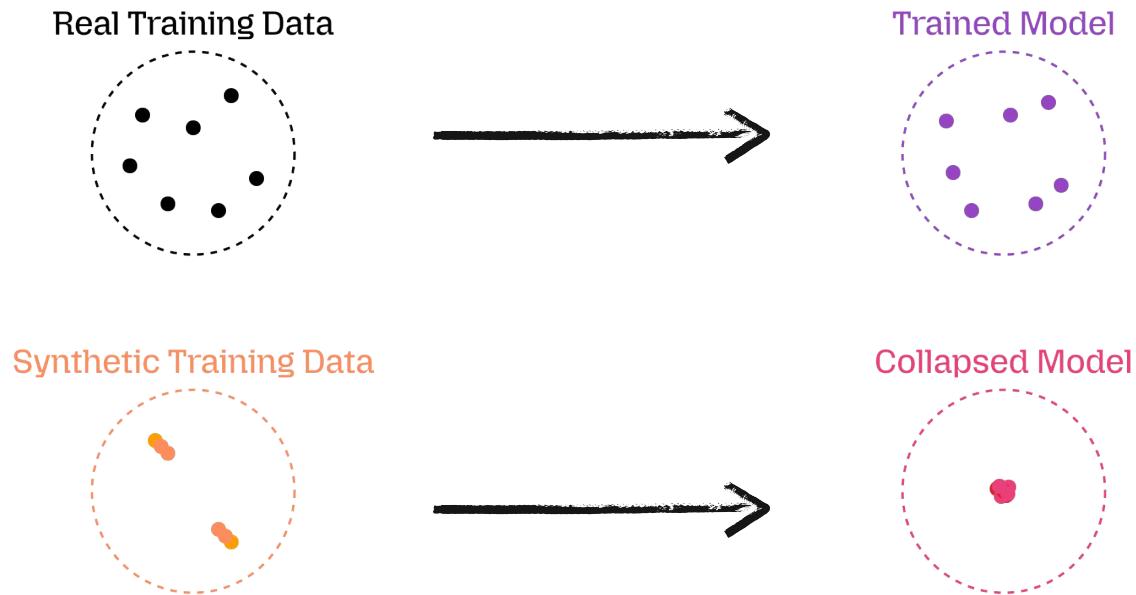 Real Training Data
Trained Model
Synthetic Training Data
Collapsed Model